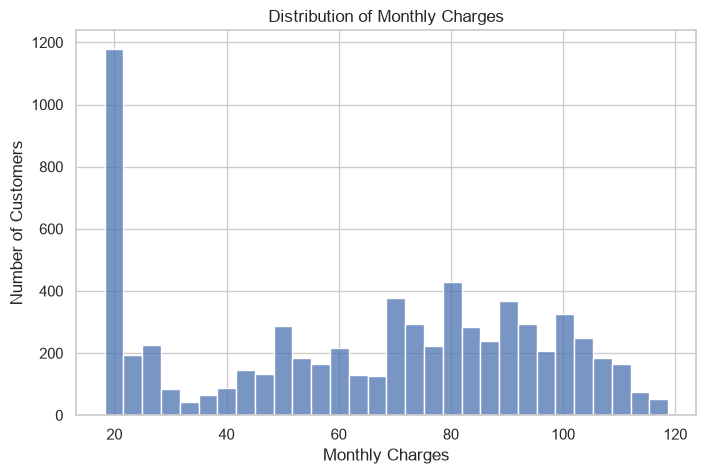 Distribution of Monthly Charges
1200
1000
800
600
400
200
0
Number of Customers
20 40 60 80 100 120
Monthly Charges